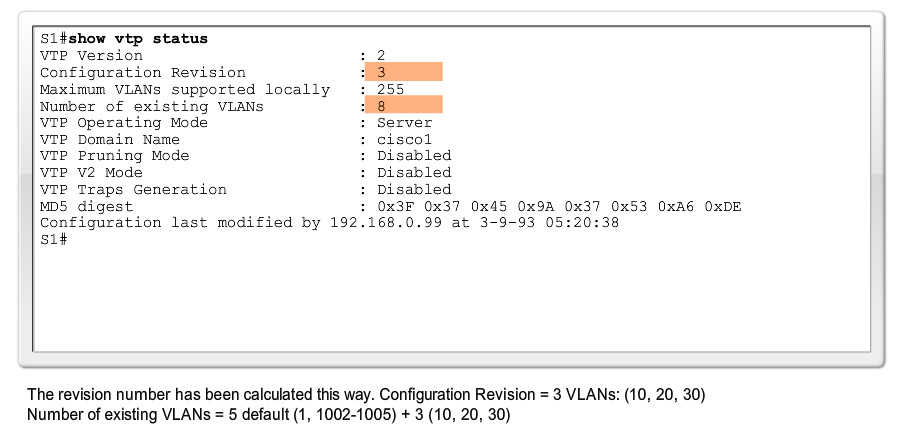 S1#show vtp status
VTP Version : 2
Configuration Revision : 3
Maximum VLANs supported locally : 255
Number of existing VLANs : 8
VTP Operating Mode : Server
VTP Domain Name : cisco1
VTP Pruning Mode : Disabled
VTP V2 Mode : Disabled
VTP Traps Generation : Disabled
MD5 digest : 0x3F 0x37 0x45 0x9A 0x37 0x53 0xA6 0xDE
Configuration last modified by 192.168.0.99 at 3-9-93 05:20:38
S1#
The revision number has been calculated this way. Configuration Revision = 3 VLANs: (10, 20, 30)
Number of existing VLANs = 5 default (1, 1002-1005) + 3 (10, 20, 30)